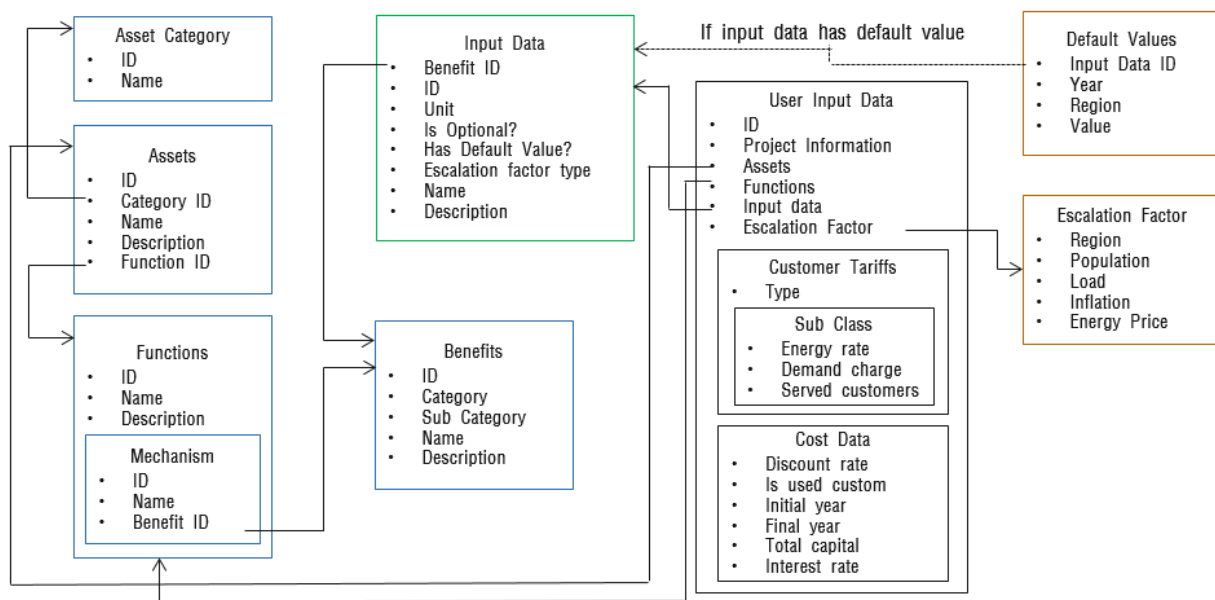 Asset Category
• ID
• Name
Assets
• ID
• Category ID
• Name
• Description
• Function ID
Functions
• ID
• Name
• Description
Mechanism
• ID
• Name
• Benefit ID
Input Data
• Benefit ID
• ID
• Unit
• Is Optional?
• Has Default Value?
• Escalation factor type
• Name
• Description
Benefits
• ID
• Category
• Sub Category
• Name
• Description
If input data has default value
User Input Data
• ID
• Project Information
• Assets
• Functions
• Input data
• Escalation Factor
Customer Tariffs
• Type
Sub Class
• Energy rate
• Demand charge
• Served customers
Cost Data
• Discount rate
• Is used custom
• Initial year
• Final year
• Total capital
• Interest rate
Default Values
• Input Data ID
• Year
• Region
• Value
Escalation Factor
• Region
• Population
• Load
• Inflation
• Energy Price